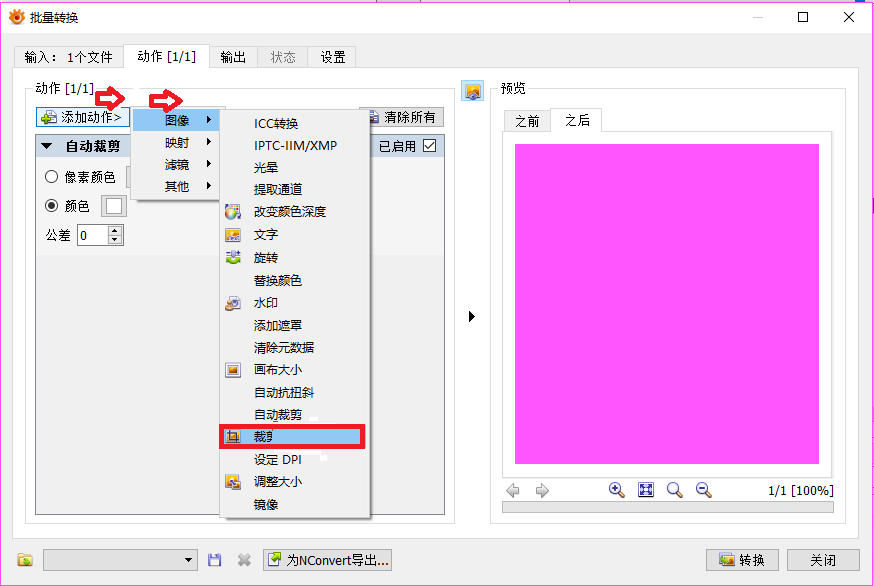 批量转换
输入： 1个文件 动作 [1/1] 输出 状态 设置
动作 [1/1]
添加动作> 清除所有
自动裁剪 已启用
像素颜色
颜色
公差 0
图像
映射
滤镜
其他
ICC转换
IPTC-IIM/XMP
光晕
提取通道
改变颜色深度
文字
旋转
替换颜色
水印
添加遮罩
清除元数据
画布大小
自动抗扭斜
自动裁剪
裁剪
设定 DPI
调整大小
镜像
预览
之前 之后
1/1 [100%]
为NConvert导出... 转换 关闭